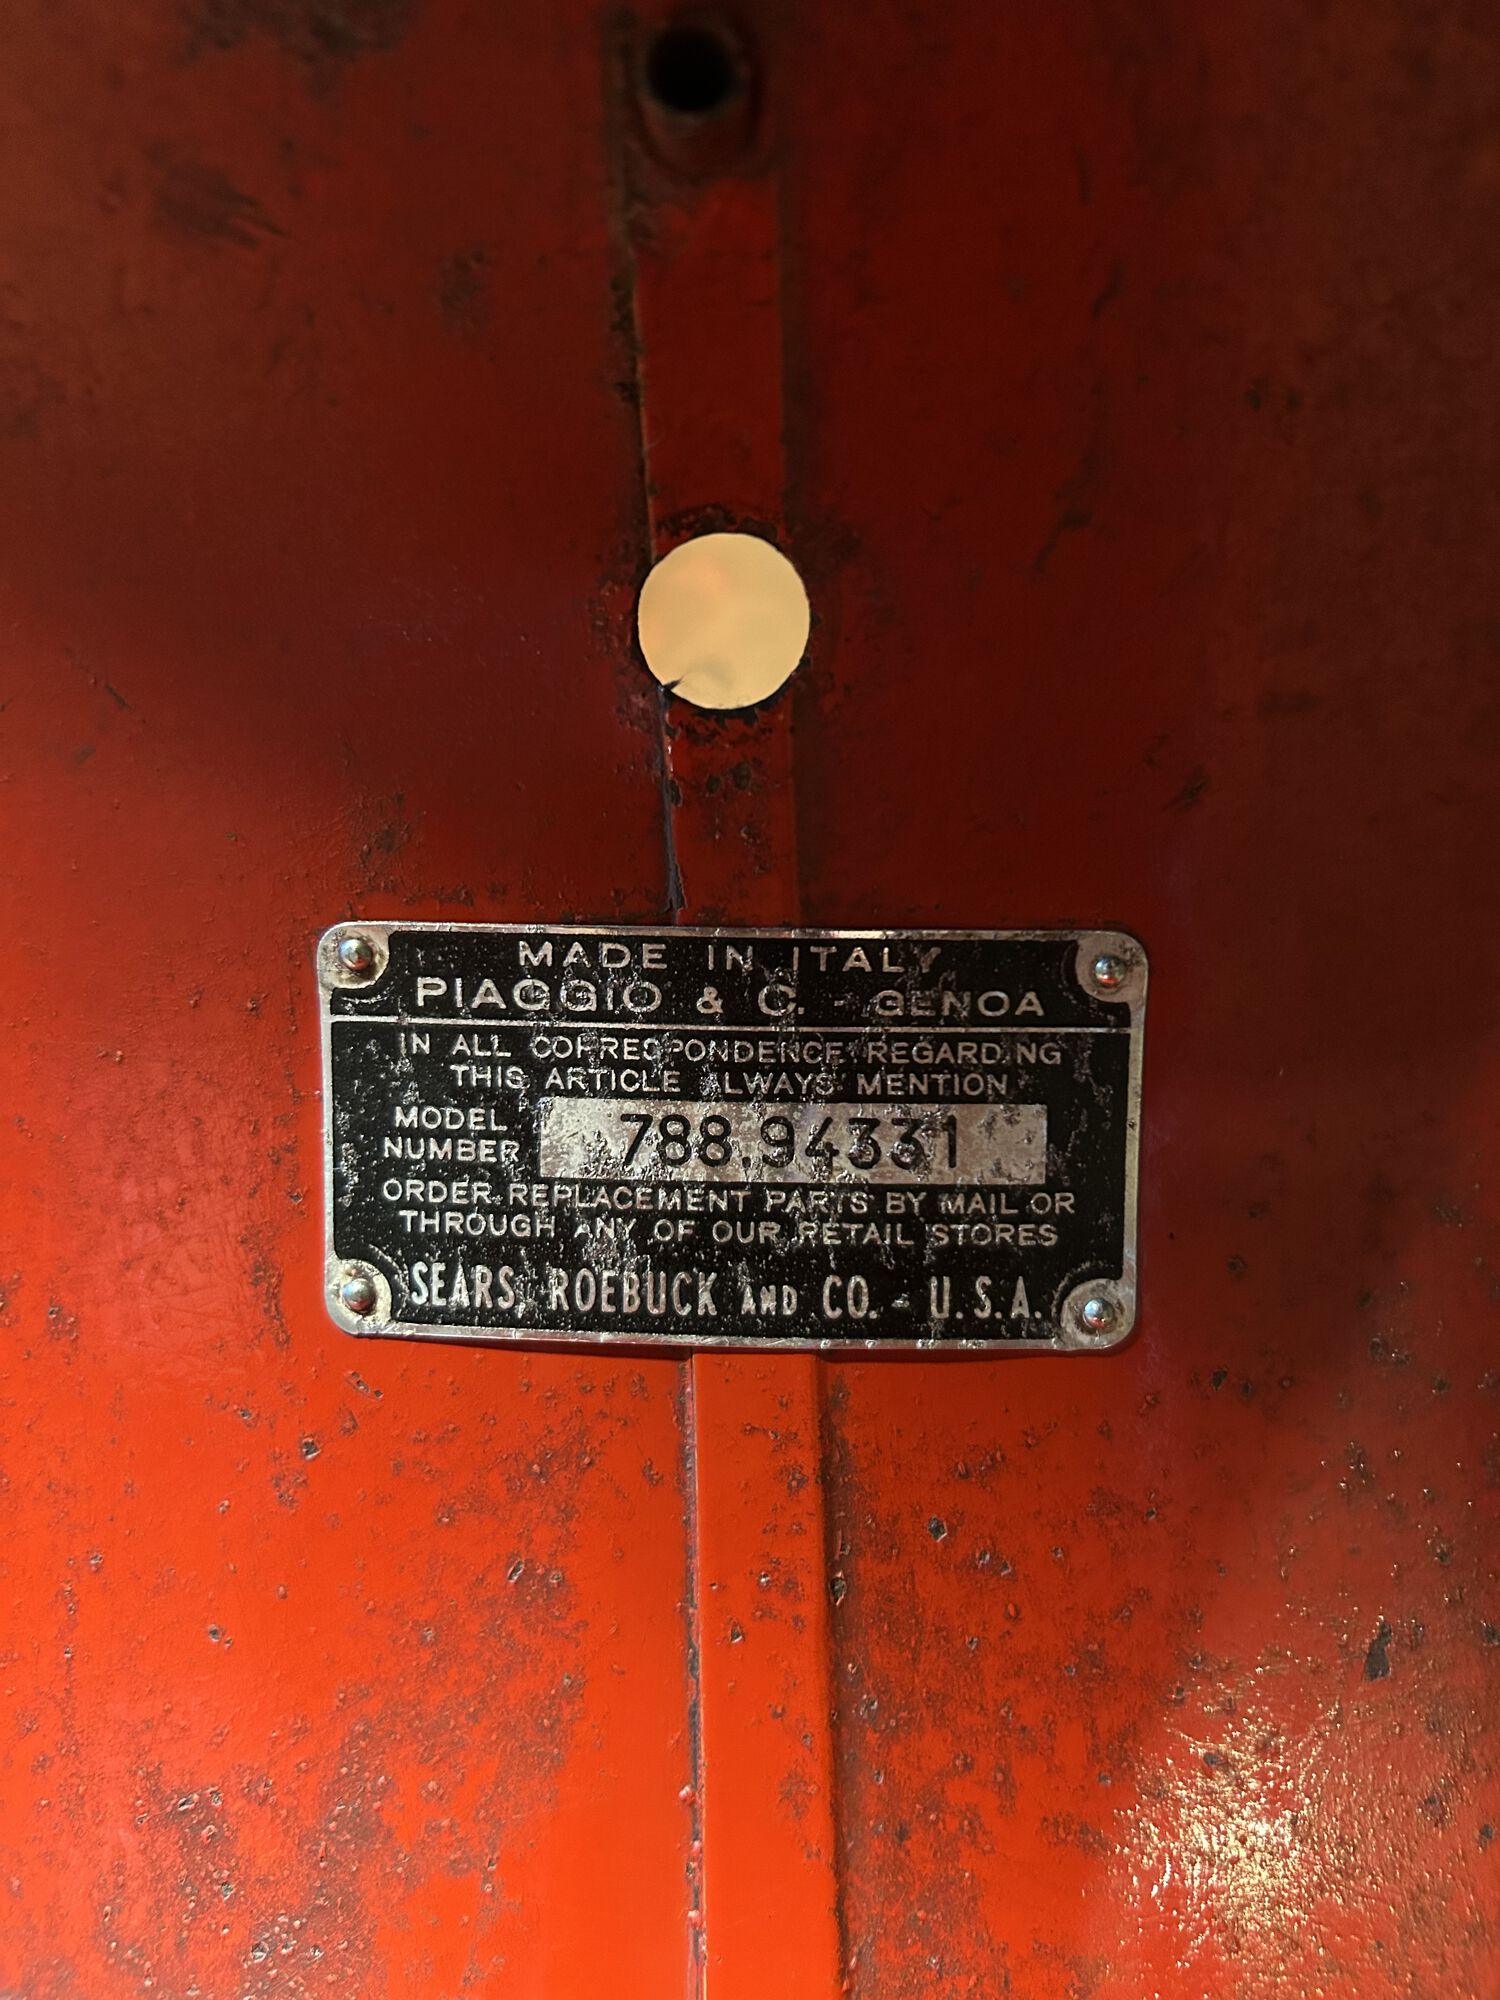 MADE IN ITALY
PIAGGIO & C. - GENOA
IN ALL CORRESPONDENCE REGARDING
THIS ARTICLE ALWAYS MENTION
MODEL
NUMBER
788.94331
ORDER REPLACEMENT PARTS BY MAIL OR
THROUGH ANY OF OUR RETAIL STORES
SEARS, ROEBUCK AND CO. - U.S.A.